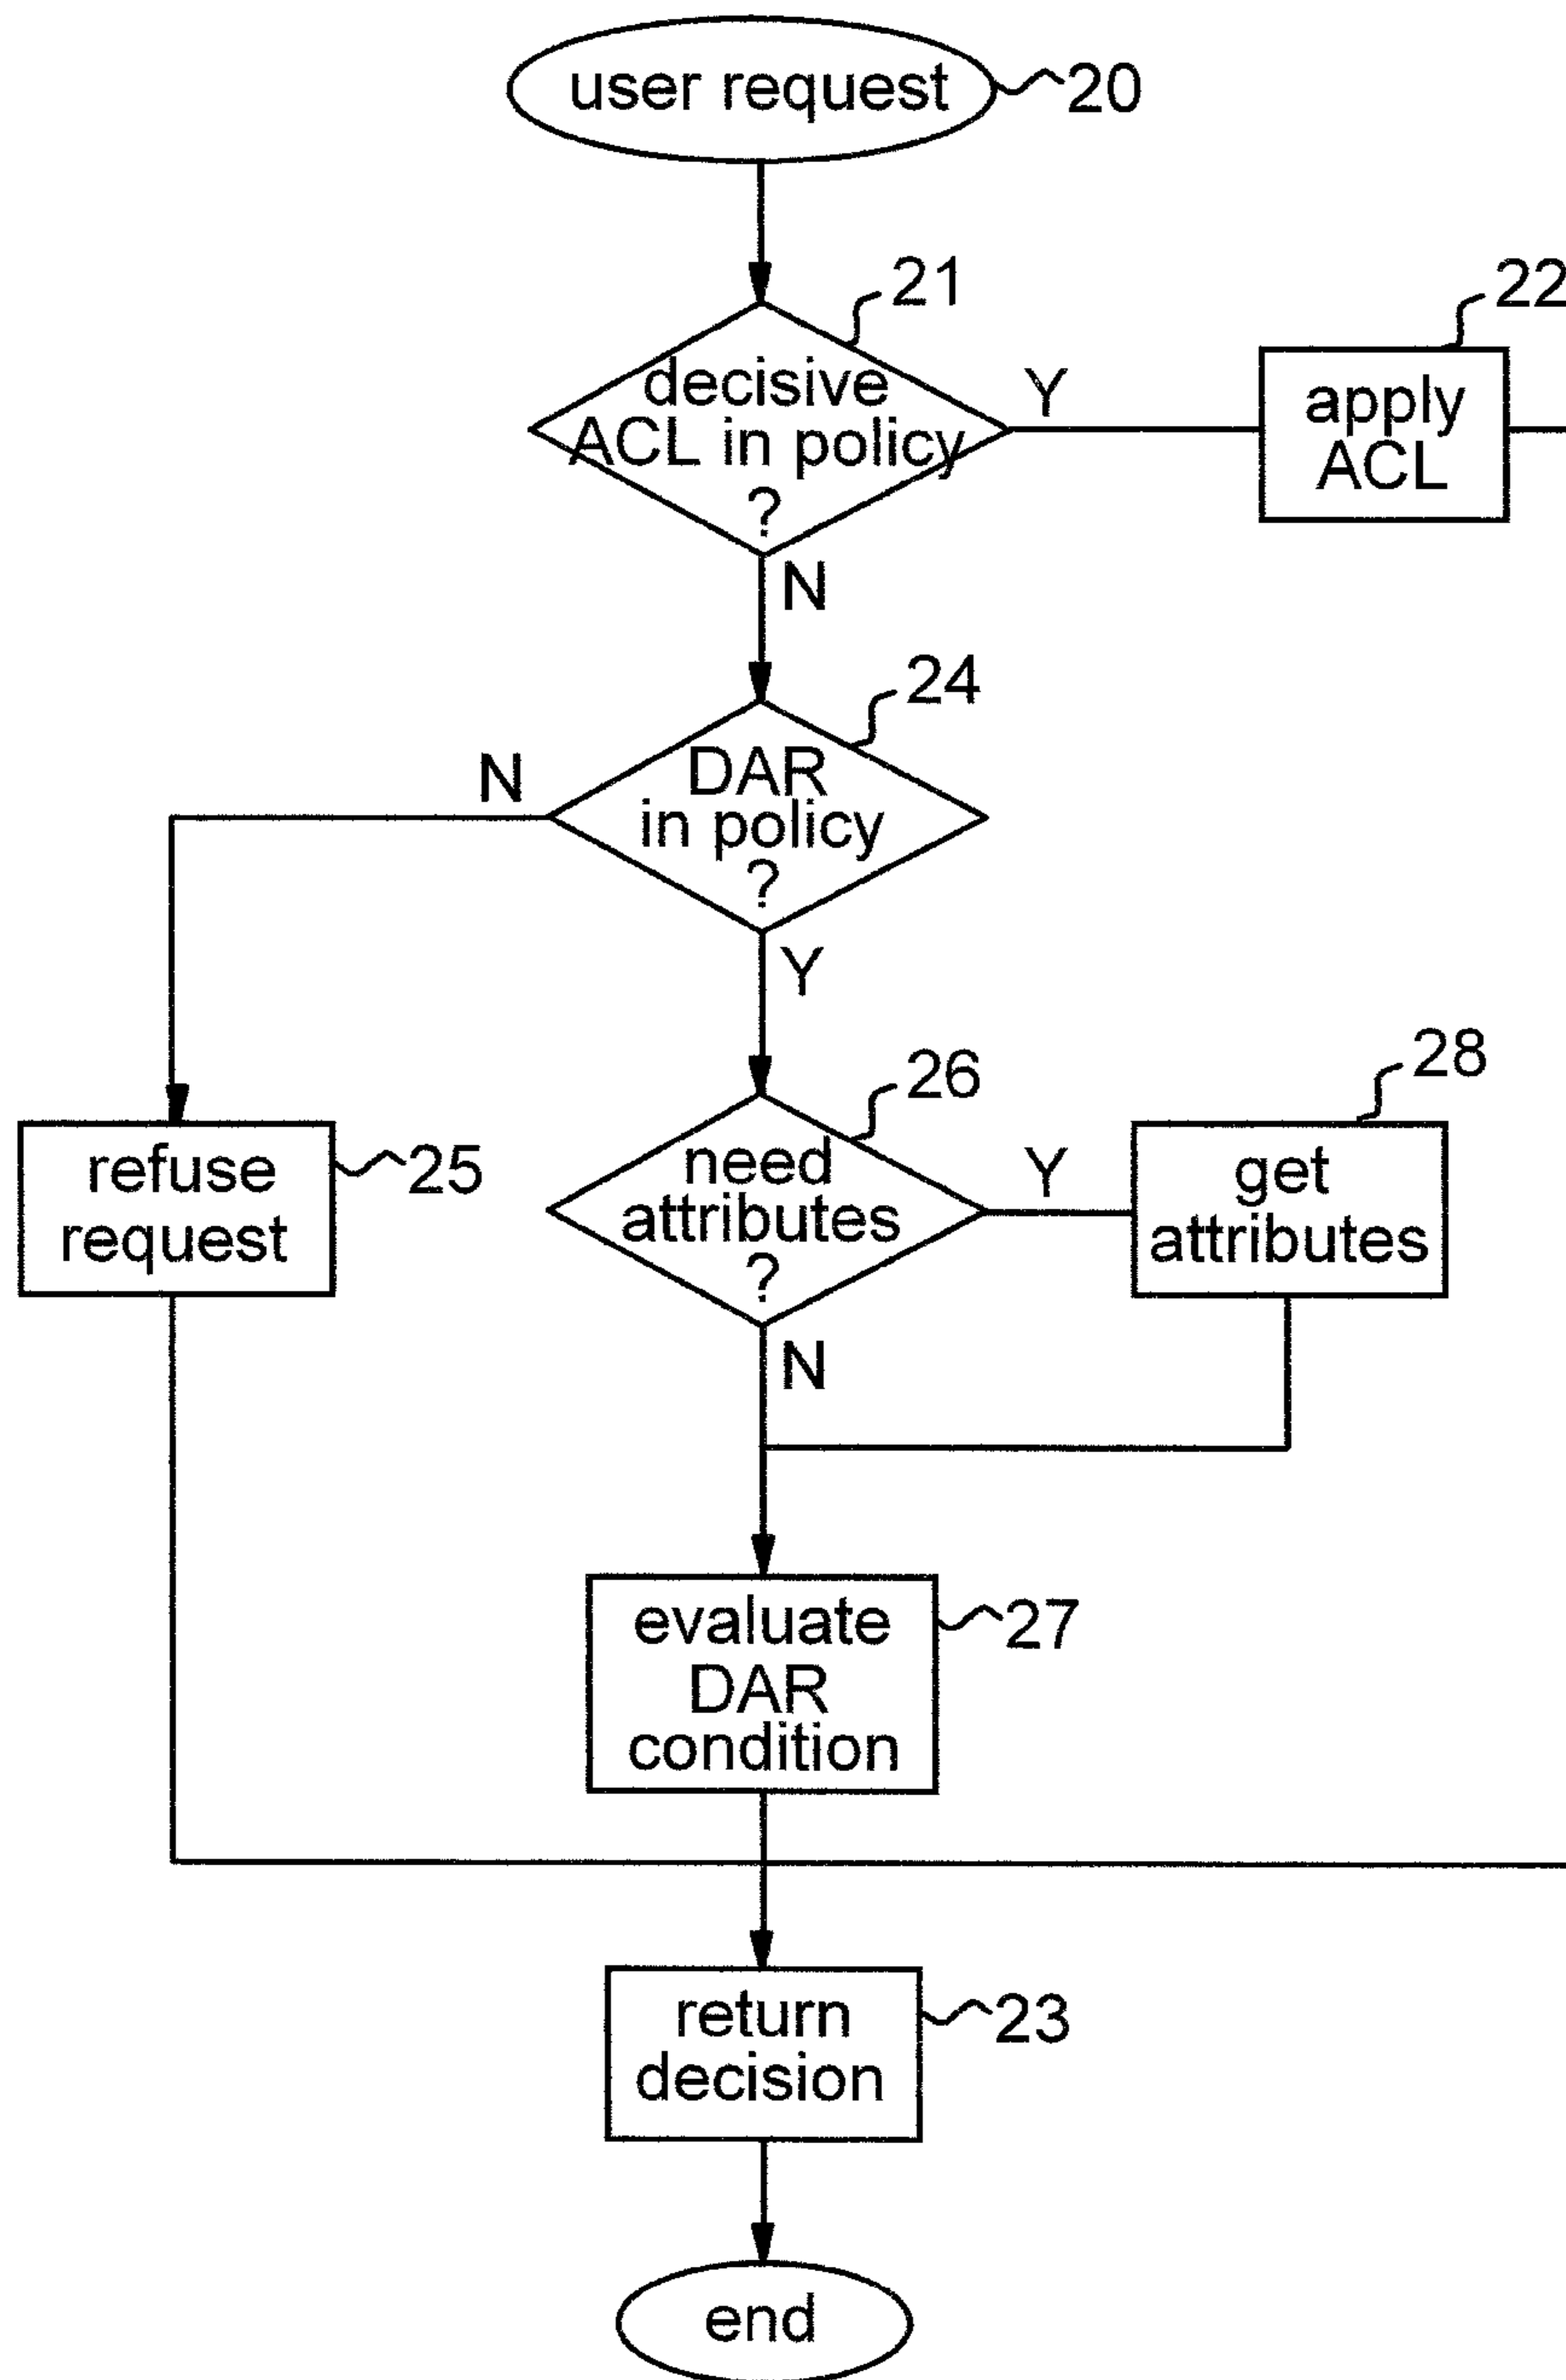 user request
20
21
decisive
ACL in policy
?
Y
22
apply
ACL
N
24
DAR
in policy
?
N
Y
26
need
attributes
?
Y
28
get
attributes
refuse
request
25
N
evaluate
DAR
condition
27
return
decision
23
end